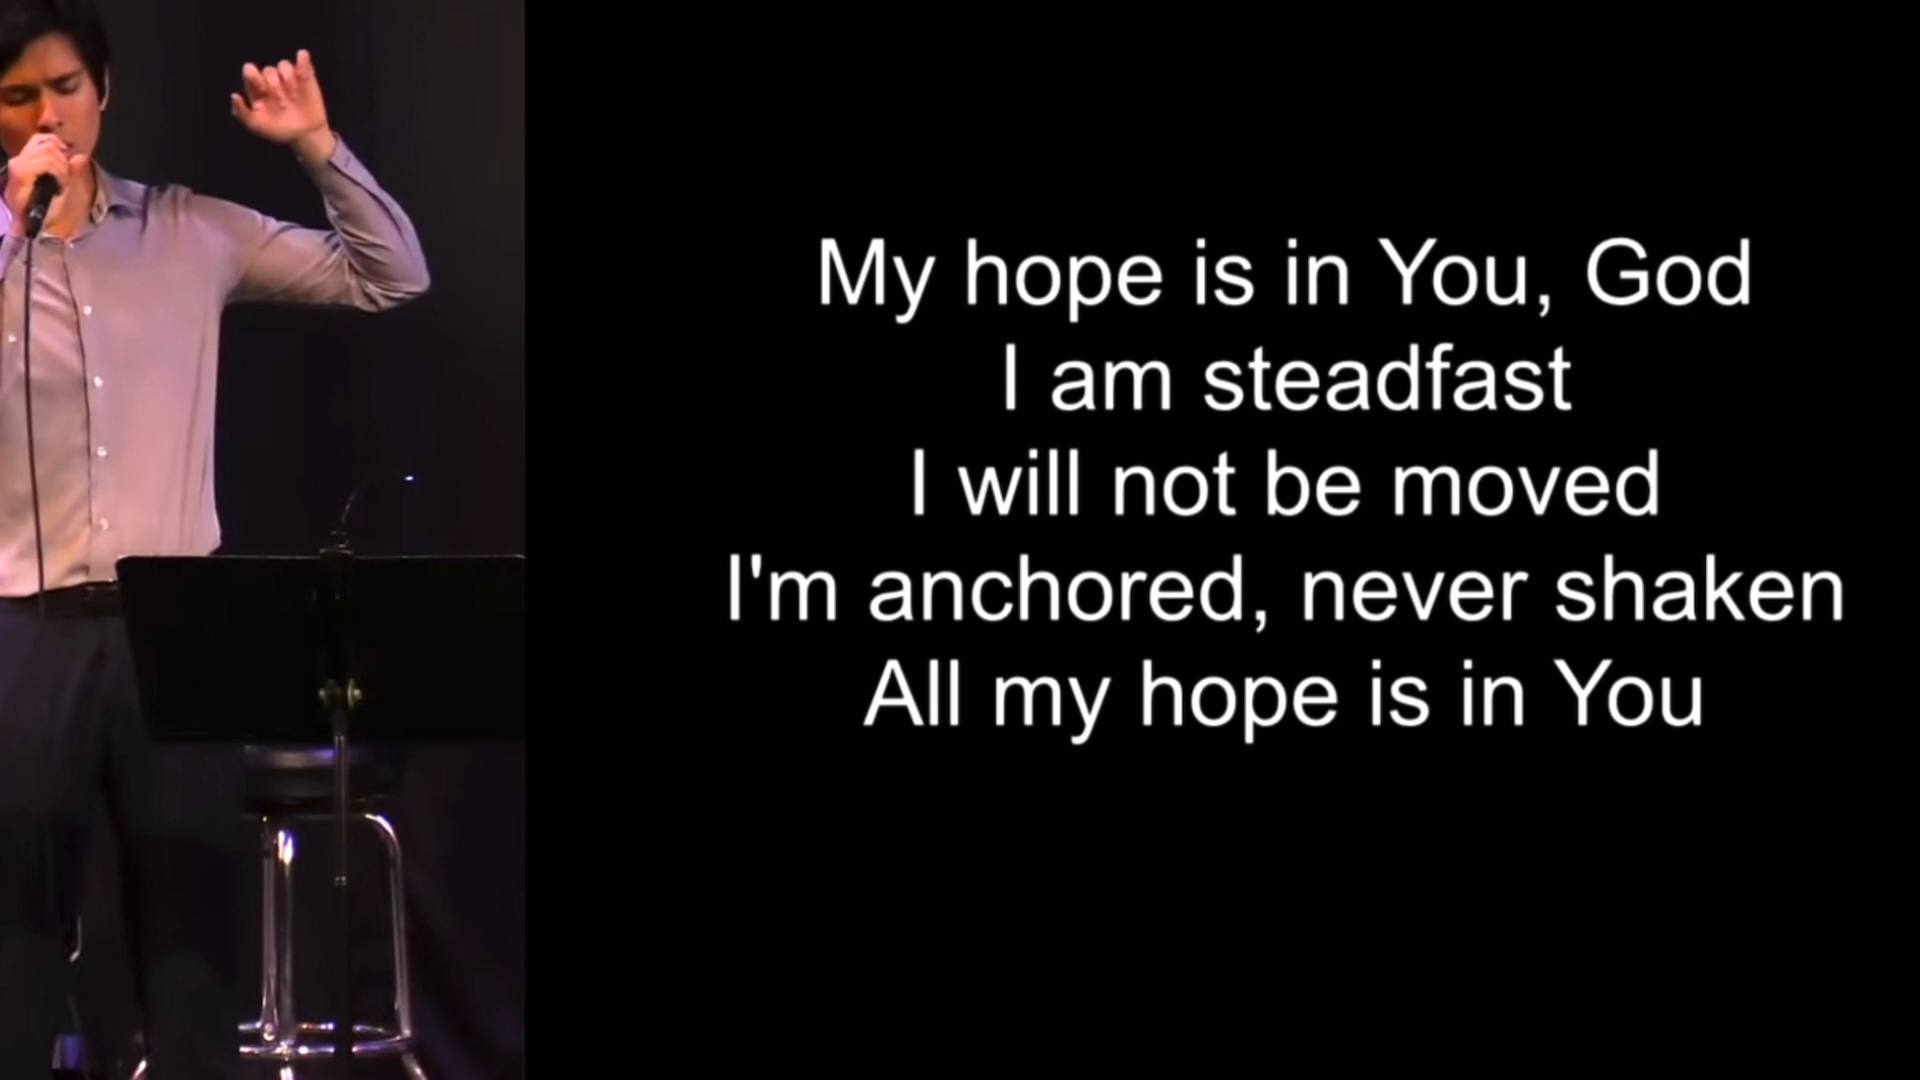 My hope is in You, God
I am steadfast
I will not be moved
I'm anchored, never shaken
All my hope is in You